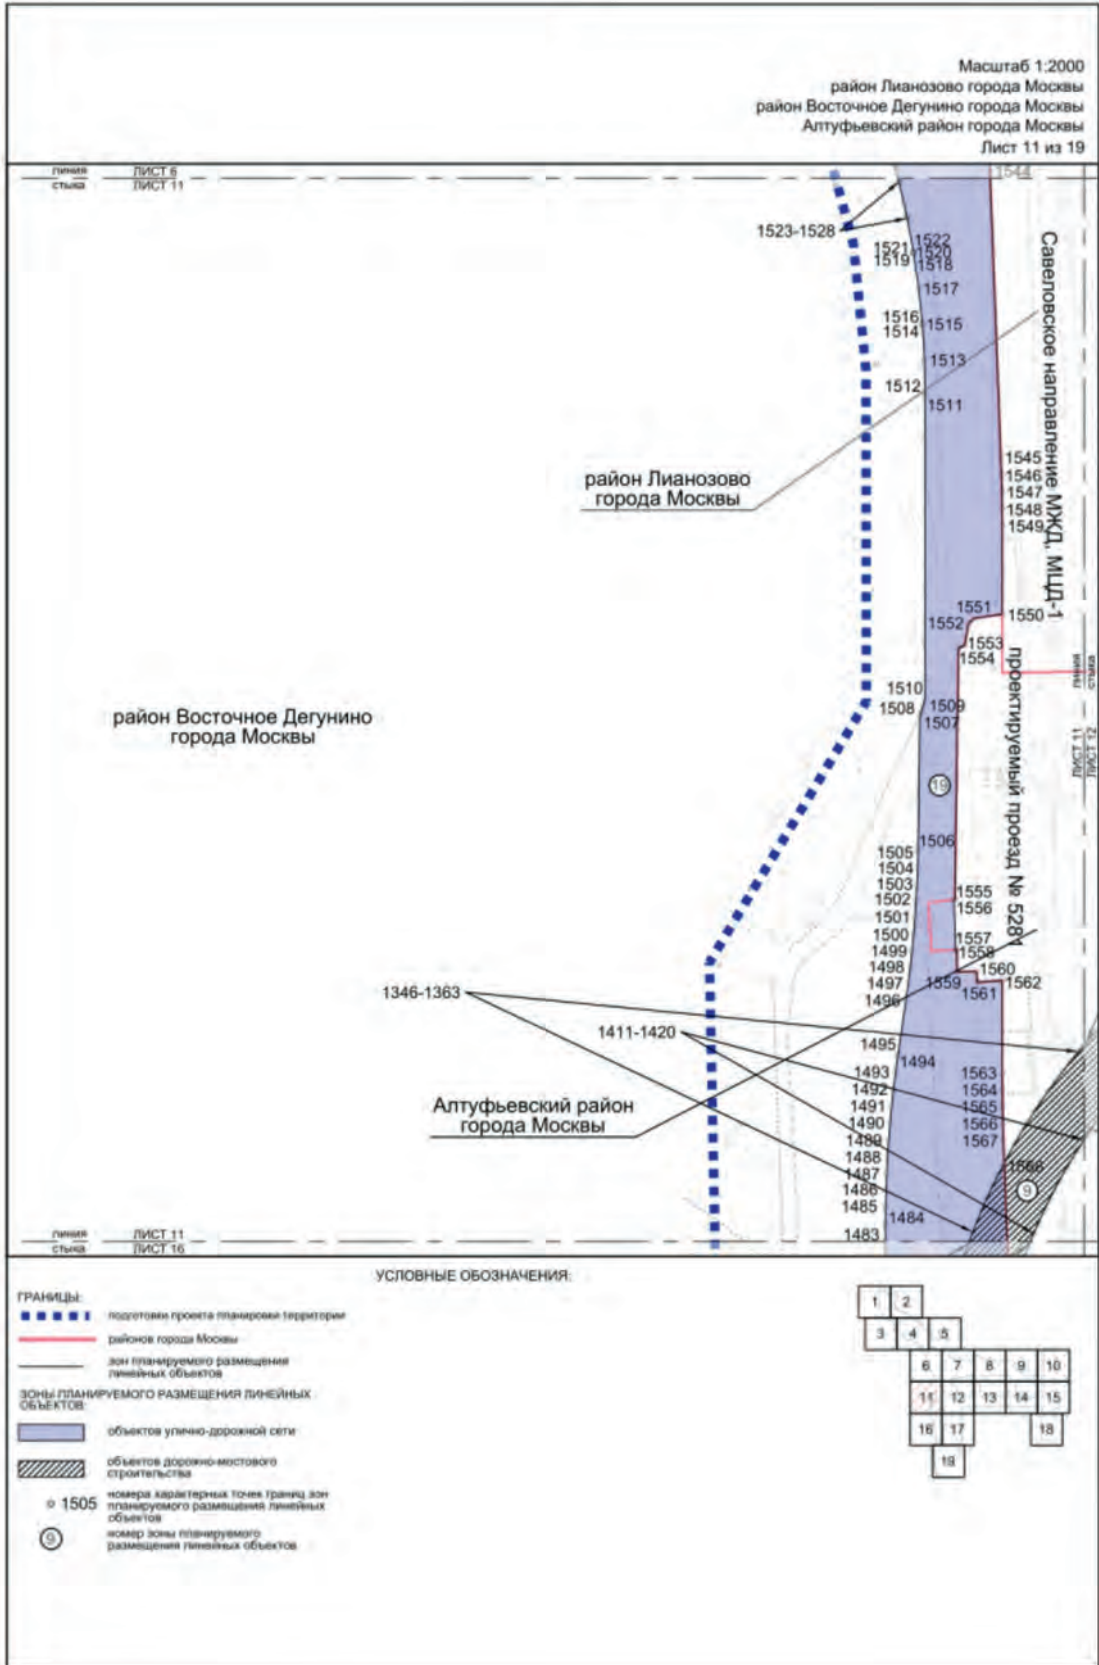 Масштаб 1:2000
район Лианозово города Москвы
район Восточное Дегунино города Москвы
Алтуфьевский район города Москвы
Лист 11 из 19
линия ЛИСТ 6
стыка ЛИСТ 11
1544
1523-1528
1522
1521
1520
1519
1518
1517
1516
1515
1514
1513
1512
1511
Савеловское направление МЖД, МЦД-1
район Лианозово
города Москвы
1545
1546
1547
1548
1549
1551
1550
1552
1553
1554
линия ЛИСТ 11
стыка ЛИСТ 12
1510
1509
1508
1507
район Восточное Дегунино
города Москвы
проектируемый проезд № 5281
19
1506
1505
1504
1503
1502
1501
1500
1499
1498
1497
1496
1555
1556
1557
1558
1559
1560
1561
1562
1346-1363
1411-1420
1495
1494
1493
1492
1491
1490
1489
1488
1487
1486
1485
1484
1483
1563
1564
1565
1566
1567
1568
9
Алтуфьевский район
города Москвы
линия ЛИСТ 11
стыка ЛИСТ 16
УСЛОВНЫЕ ОБОЗНАЧЕНИЯ:
ГРАНИЦЫ:
подготовки проекта планировки территории
районов города Москвы
зон планируемого размещения
линейных объектов
ЗОНЫ ПЛАНИРУЕМОГО РАЗМЕЩЕНИЯ ЛИНЕЙНЫХ
ОБЪЕКТОВ:
объектов улично-дорожной сети
объектов дорожно-мостового
строительства
1505 номера характерных точек границ зон
планируемого размещения линейных
объектов
9 номер зоны планируемого
размещения линейных объектов
1 2
3 4 5
6 7 8 9 10
11 12 13 14 15
16 17 18
19